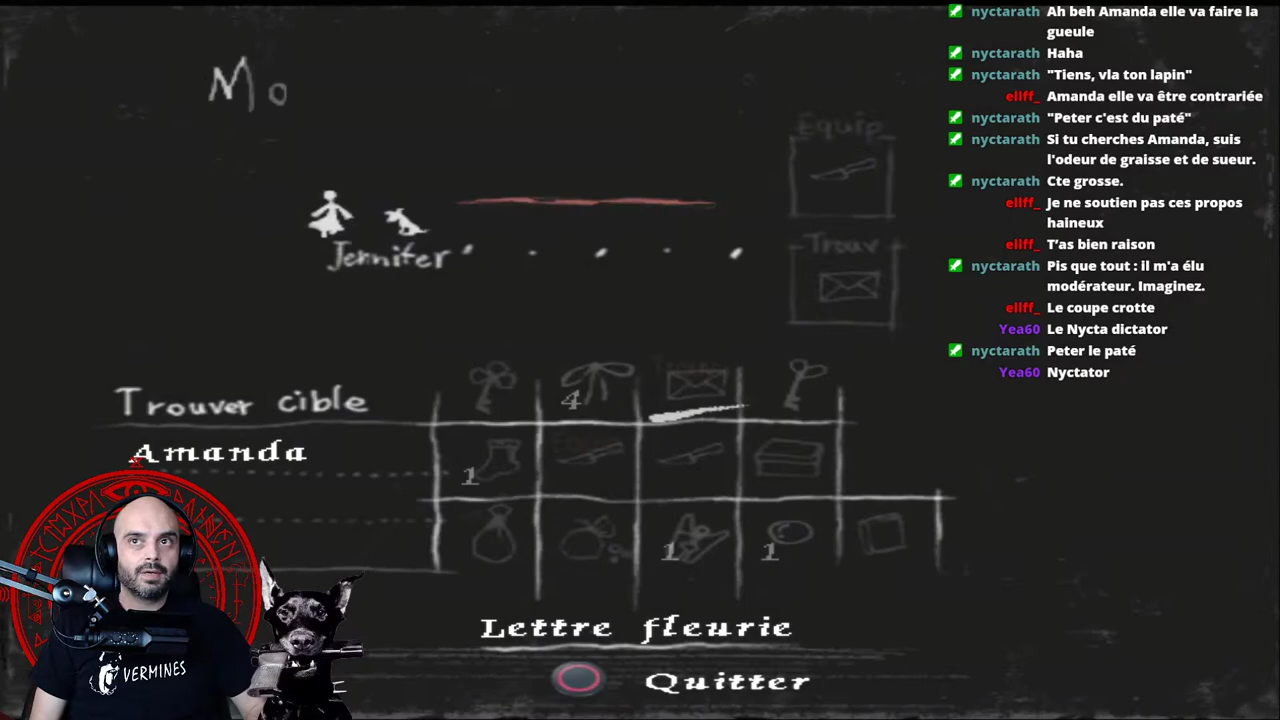 Mo
Equip
Jennifer
Trouv
Trouver cible
4
Amanda
1
1
1
Lettre fleurie
Quitter
VERMINES
nyctarath Ah beh Amanda elle va faire la
gueule
nyctarath Haha
nyctarath "Tiens, vla ton lapin"
ellff_ Amanda elle va être contrariée
nyctarath "Peter c'est du paté"
nyctarath Si tu cherches Amanda, suis
l'odeur de graisse et de sueur.
nyctarath Cte grosse.
ellff_ Je ne soutien pas ces propos
haineux
ellff_ T'as bien raison
nyctarath Pis que tout : il m'a élu
modérateur. Imaginez.
ellff_ Le coupe crotte
Yea60 Le Nycta dictator
nyctarath Peter le paté
Yea60 Nyctator